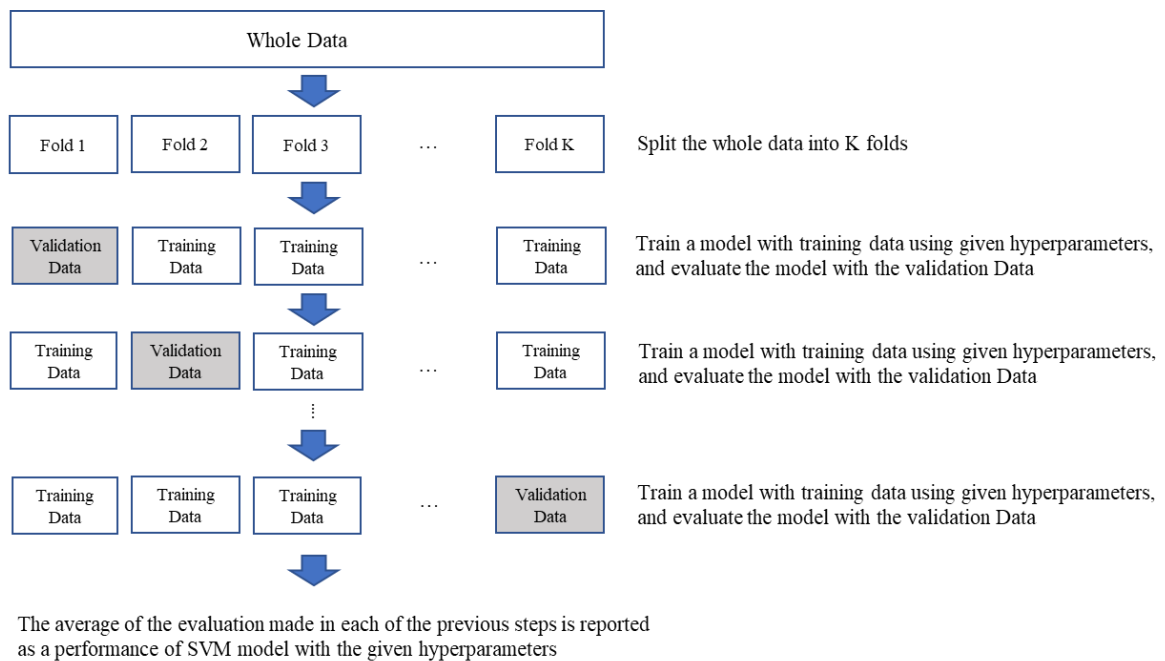 Whole Data
Fold 1
Fold 2
Fold 3
...
Fold K
Split the whole data into K folds
Validation
Data
Training
Data
Training
Data
...
Training
Data
Train a model with training data using given hyperparameters,
and evaluate the model with the validation Data
Training
Data
Validation
Data
Training
Data
...
Training
Data
Train a model with training data using given hyperparameters,
and evaluate the model with the validation Data
Training
Data
Training
Data
Training
Data
...
Validation
Data
Train a model with training data using given hyperparameters,
and evaluate the model with the validation Data
The average of the evaluation made in each of the previous steps is reported
as a performance of SVM model with the given hyperparameters